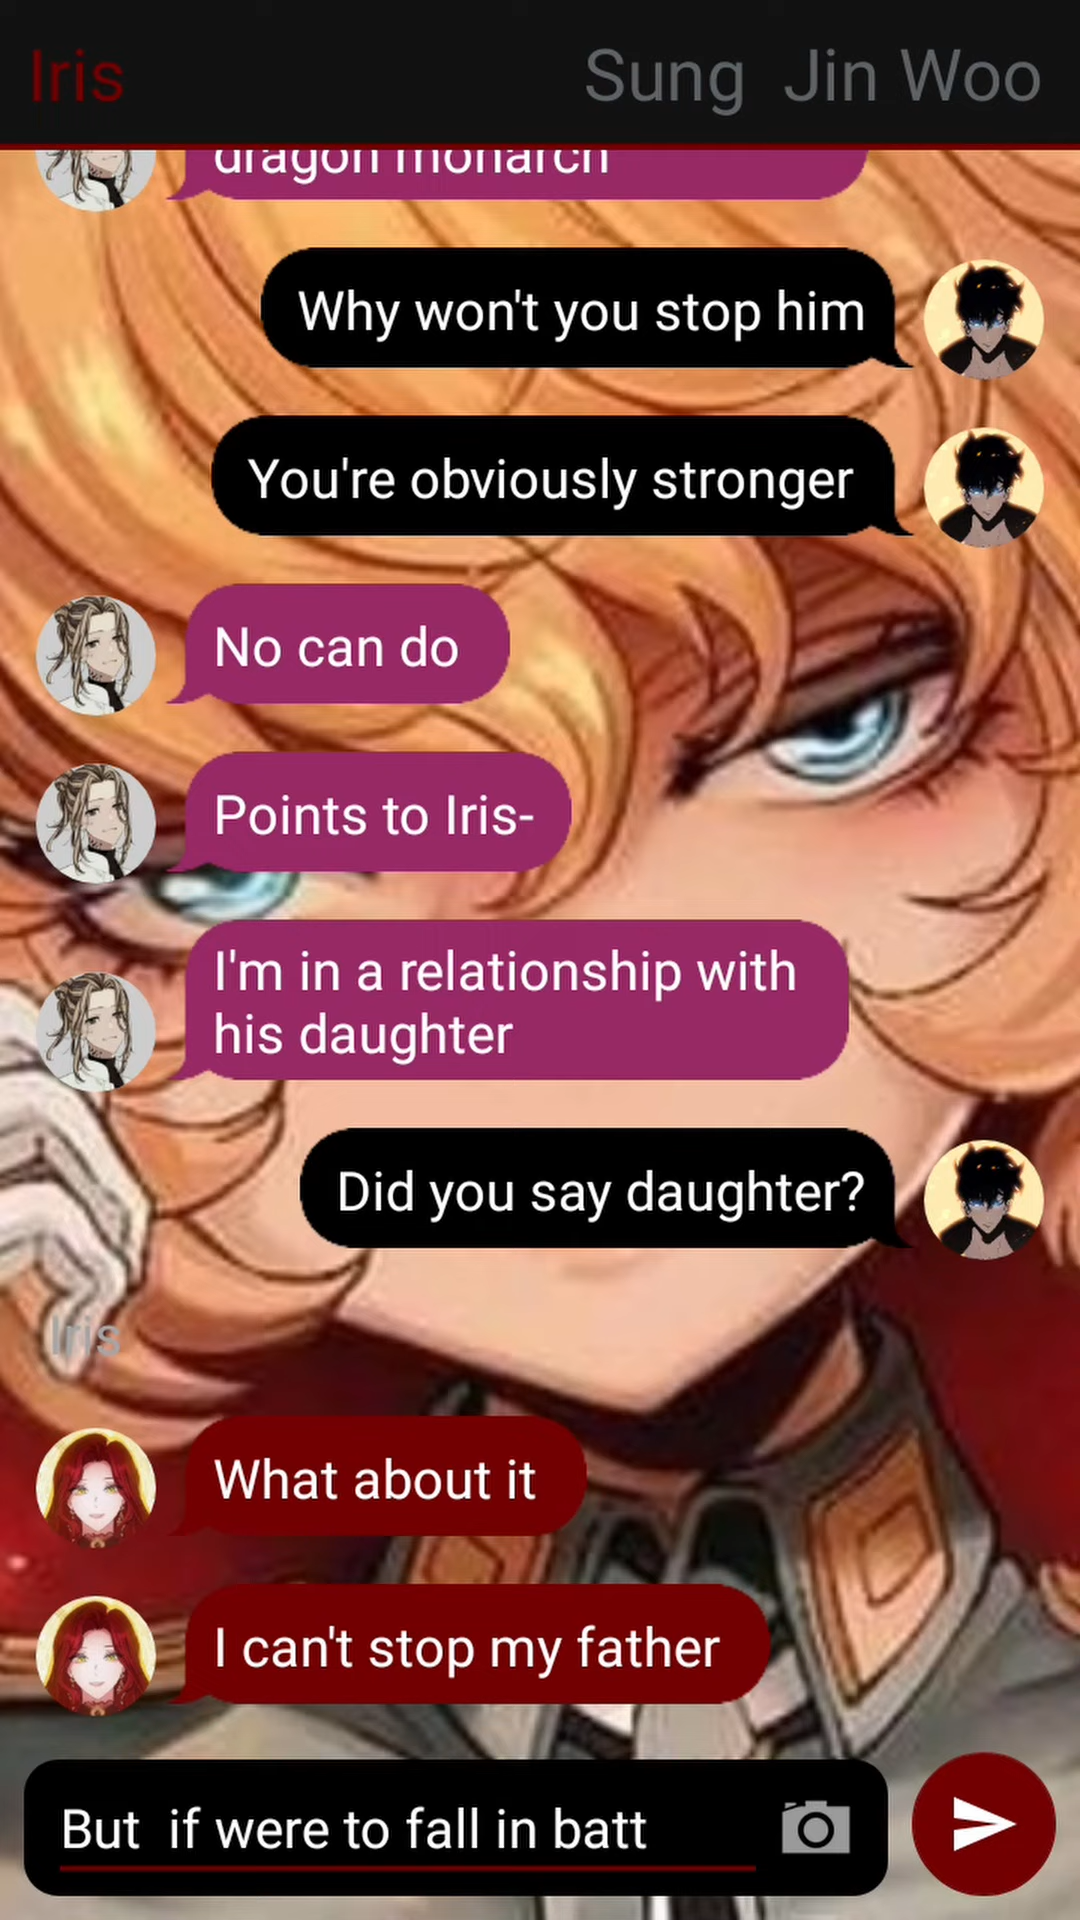 Iris
Sung  Jin Woo
dragon monarch
Why won't you stop him
You're obviously stronger
No can do
Points to Iris-
I'm in a relationship with
his daughter
Did you say daughter?
Iris
What about it
I can't stop my father
But  if were to fall in batt